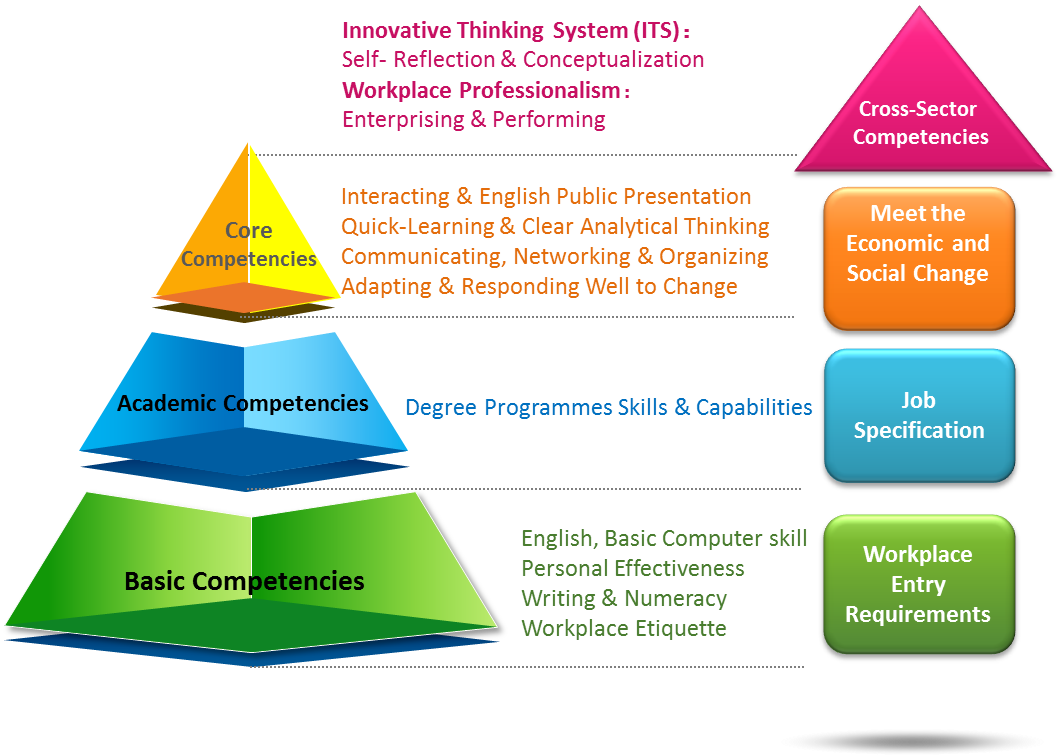 Innovative Thinking System (ITS):
Self- Reflection & Conceptualization
Workplace Professionalism:
Enterprising & Performing
Cross-Sector
Competencies
Core
Competencies
Interacting & English Public Presentation
Quick-Learning & Clear Analytical Thinking
Communicating, Networking & Organizing
Adapting & Responding Well to Change
Meet the
Economic and
Social Change
Academic Competencies
Degree Programmes Skills & Capabilities
Job
Specification
Basic Competencies
English, Basic Computer skill
Personal Effectiveness
Writing & Numeracy
Workplace Etiquette
Workplace
Entry
Requirements